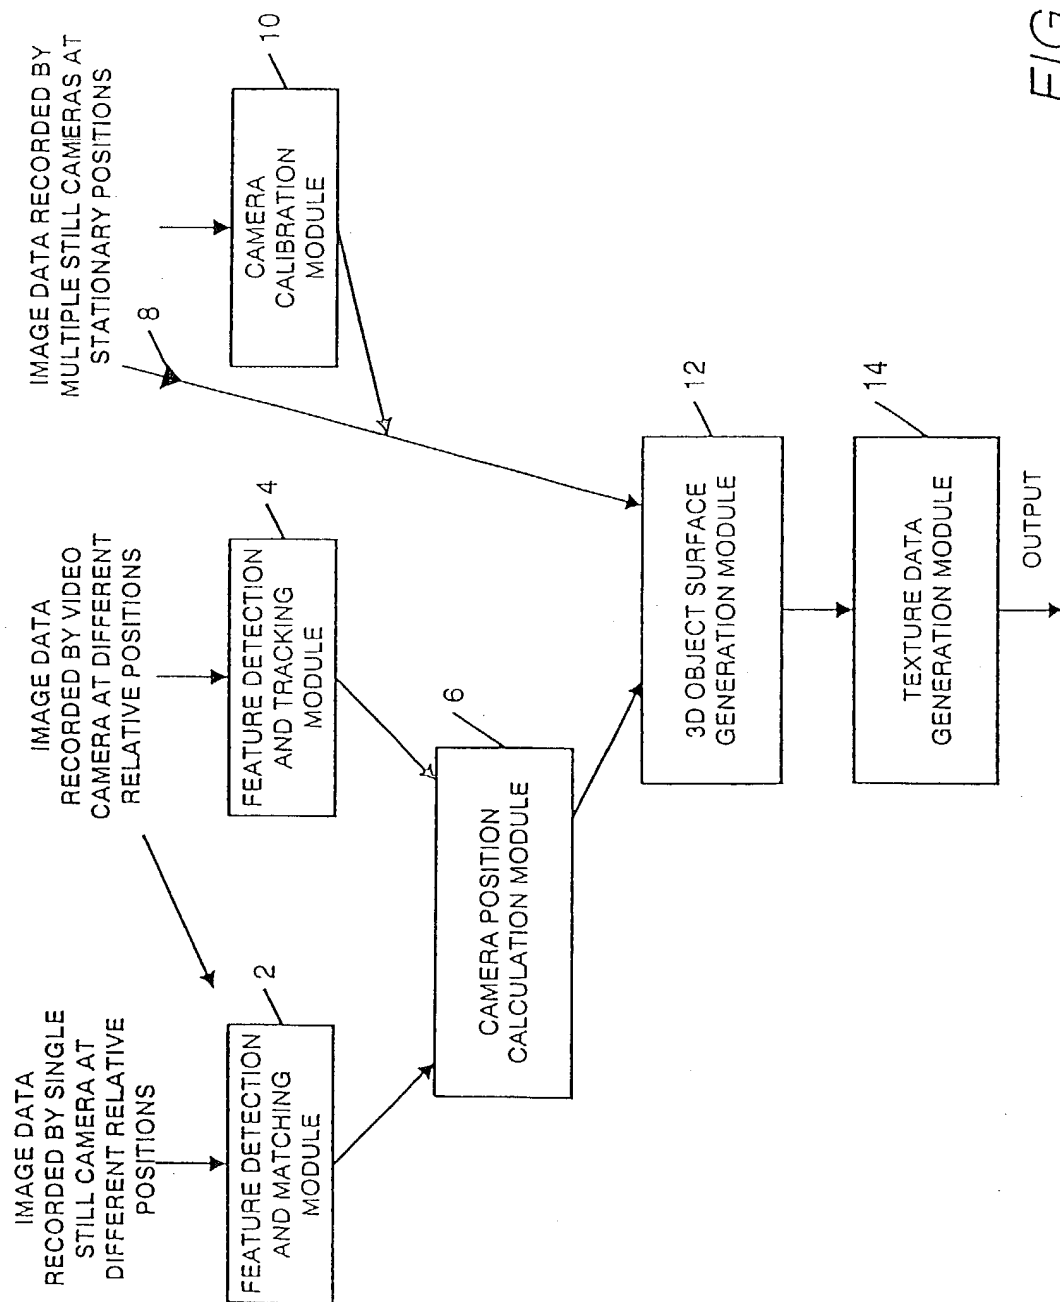 IMAGE DATA
RECORDED BY SINGLE
STILL CAMERA AT
DIFFERENT RELATIVE
POSITIONS
IMAGE DATA
RECORDED BY VIDEO
CAMERA AT DIFFERENT
RELATIVE POSITIONS
IMAGE DATA RECORDED BY
MULTIPLE STILL CAMERAS AT
STATIONARY POSITIONS
8
2
FEATURE DETECTION
AND MATCHING
MODULE
4
FEATURE DETECTION
AND TRACKING
MODULE
10
CAMERA
CALIBRATION
MODULE
6
CAMERA POSITION
CALCULATION MODULE
12
3D OBJECT SURFACE
GENERATION MODULE
14
TEXTURE DATA
GENERATION MODULE
OUTPUT
FIG